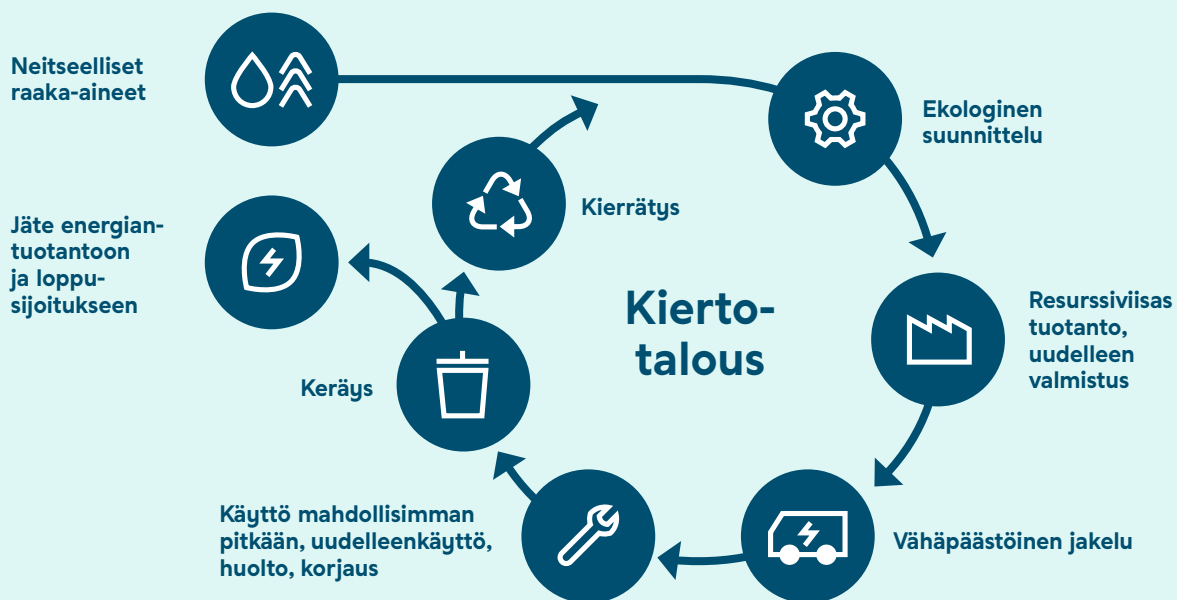 Neitseelliset
raaka-aineet
Ekologinen
suunnittelu
Kierrätys
Jäte energian-
tuotantoon
ja loppu-
sijoitukseen
Kierto-
talous
Resurssiviisas
tuotanto,
uudelleen
valmistus
Keräys
Käyttö mahdollisimman
pitkään, uudelleenkäyttö,
huolto, korjaus
Vähäpäästöinen jakelu